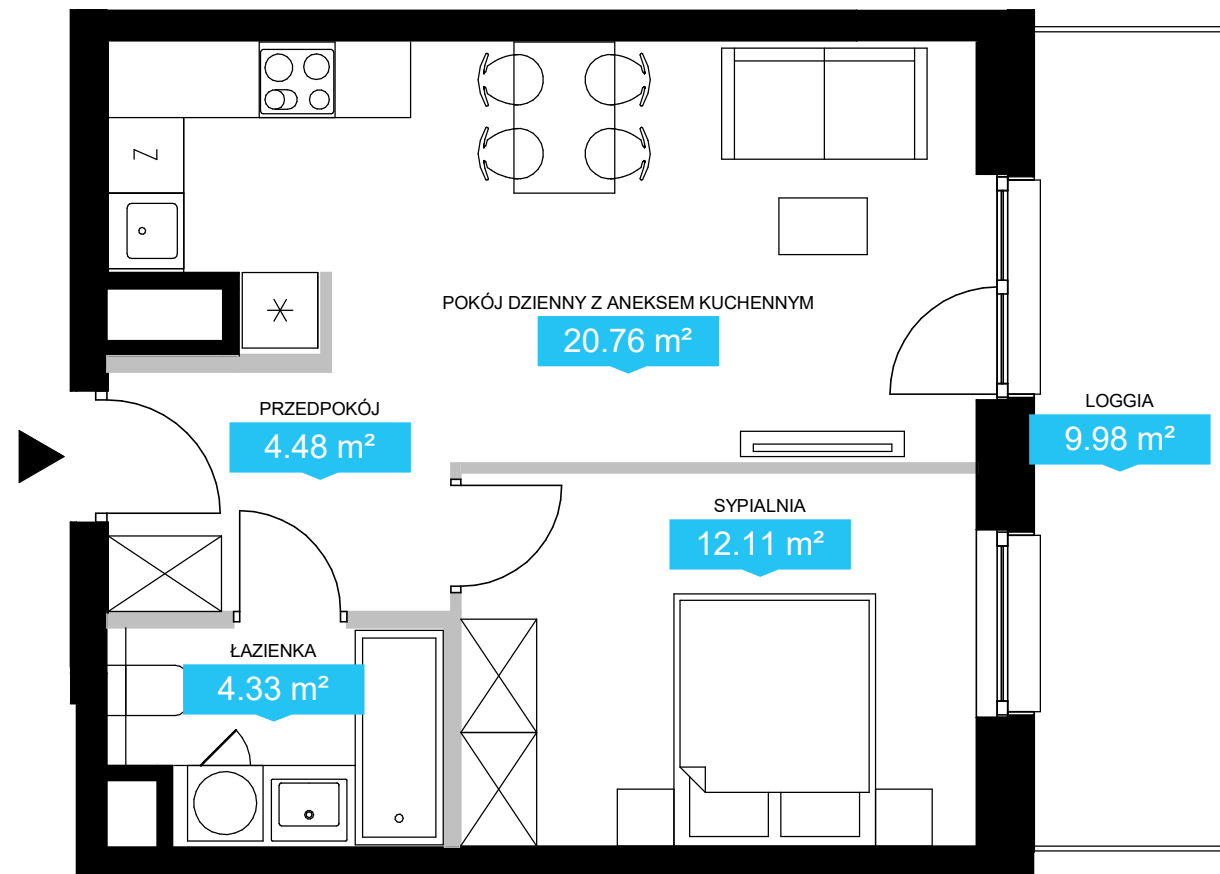 Z
POKÓJ DZIENNY Z ANEKSEM KUCHENNYM
20.76 m²
PRZEDPOKÓJ
4.48 m²
LOGGIA
9.98 m²
SYPIALNIA
12.11 m²
ŁAZIENKA
4.33 m²